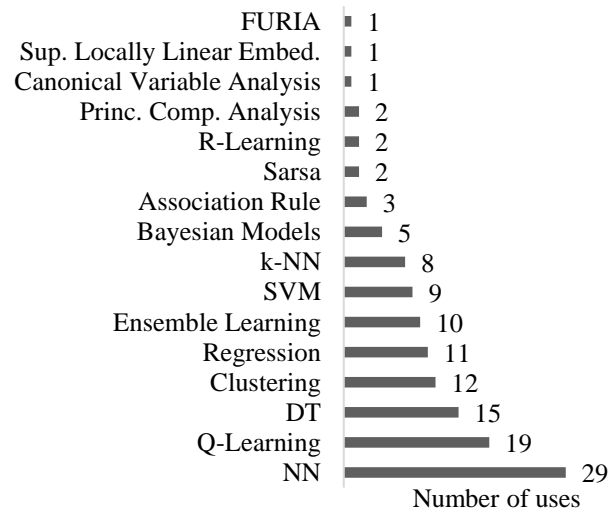 FURIA 1
Sup. Locally Linear Embed. 1
Canonical Variable Analysis 1
Princ. Comp. Analysis 2
R-Learning 2
Sarsa 2
Association Rule 3
Bayesian Models 5
k-NN 8
SVM 9
Ensemble Learning 10
Regression 11
Clustering 12
DT 15
Q-Learning 19
NN 29
Number of uses